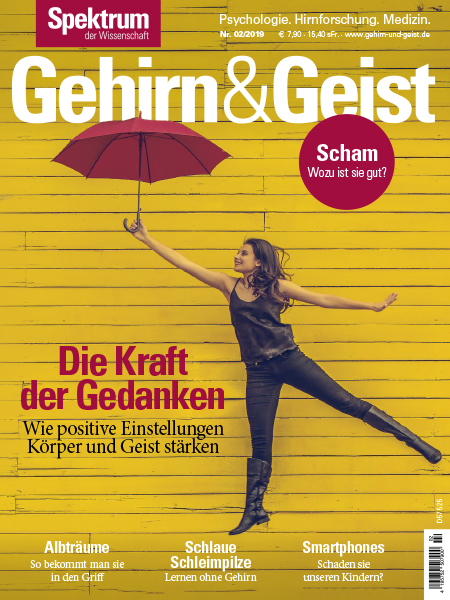 Spektrum
der Wissenschaft
Psychologie. Hirnforschung. Medizin.
Nr. 02/2019 € 7,90 · 15,40 sFr. · www.gehirn-und-geist.de
Gehirn&Geist
Scham
Wozu ist sie gut?
Die Kraft
der Gedanken
Wie positive Einstellungen
Körper und Geist stärken
Albträume
So bekommt man sie
in den Griff
Schlaue
Schleimpilze
Lernen ohne Gehirn
Smartphones
Schaden sie
unseren Kindern?
D57525
02